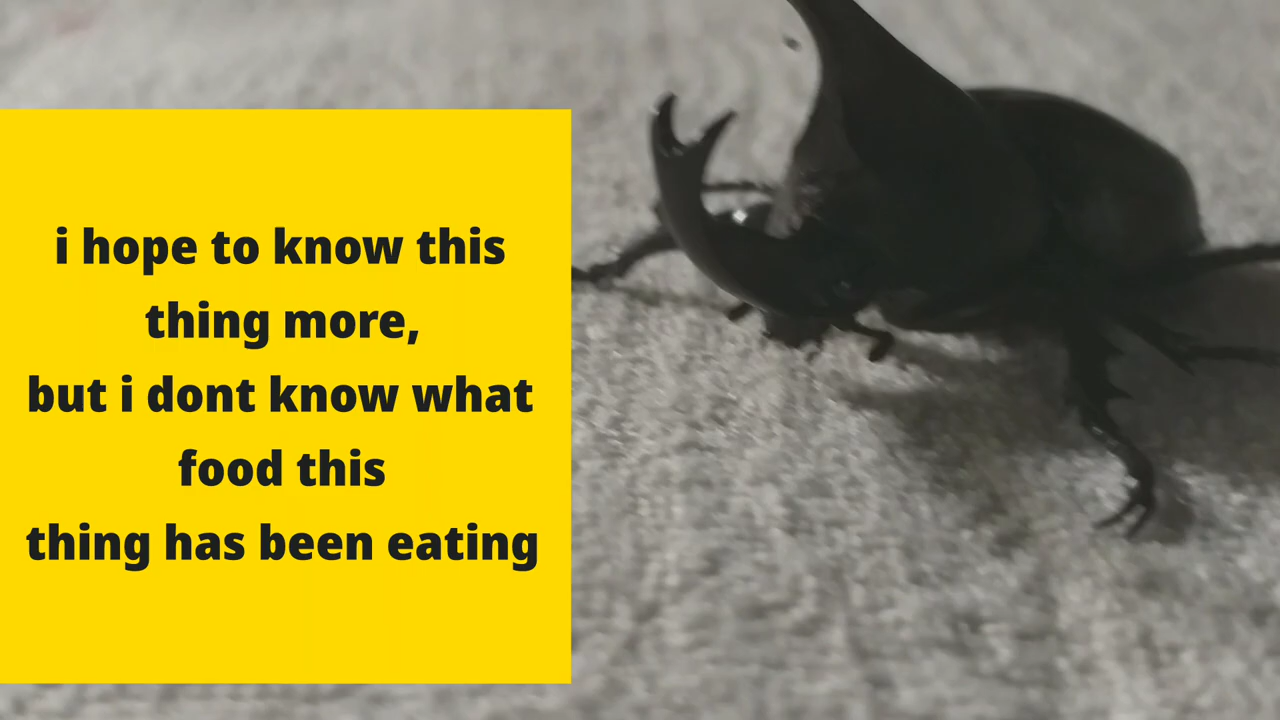 i hope to know this
thing more,
but i dont know what
food this
thing has been eating